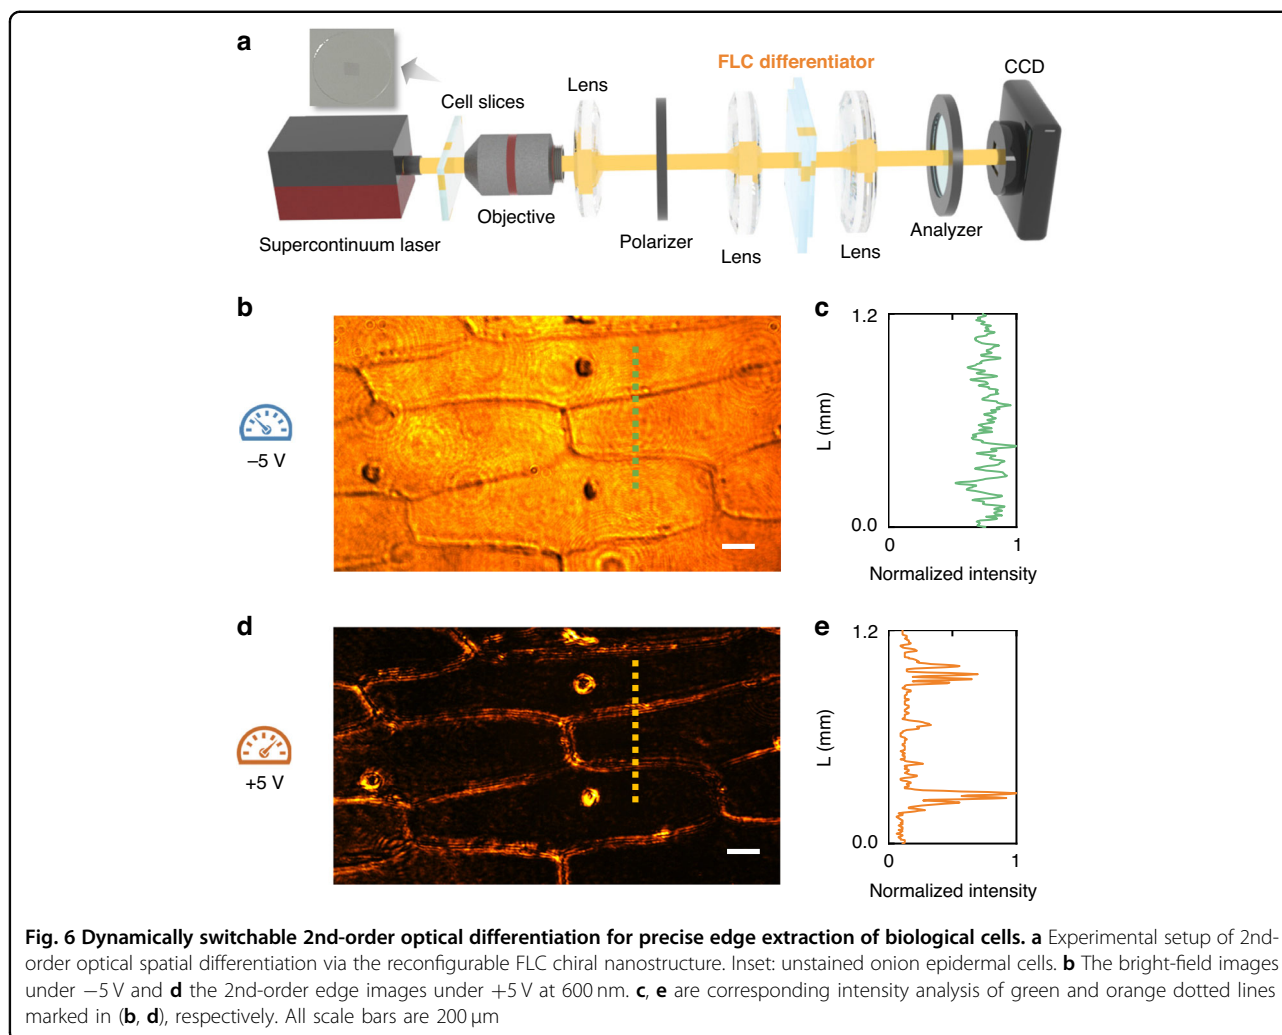 a
Cell slices
Lens
FLC differentiator
CCD
Supercontinuum laser
Objective
Polarizer
Lens
Lens
Analyzer
b
−5 V
c
1.2
L (mm)
0.0
0
1
Normalized intensity
d
+5 V
e
1.2
L (mm)
0.0
0
1
Normalized intensity
Fig. 6 Dynamically switchable 2nd-order optical differentiation for precise edge extraction of biological cells. a Experimental setup of 2nd-
order optical spatial differentiation via the reconfigurable FLC chiral nanostructure. Inset: unstained onion epidermal cells. b The bright-field images
under −5 V and d the 2nd-order edge images under +5 V at 600 nm. c, e are corresponding intensity analysis of green and orange dotted lines
marked in (b, d), respectively. All scale bars are 200 μm